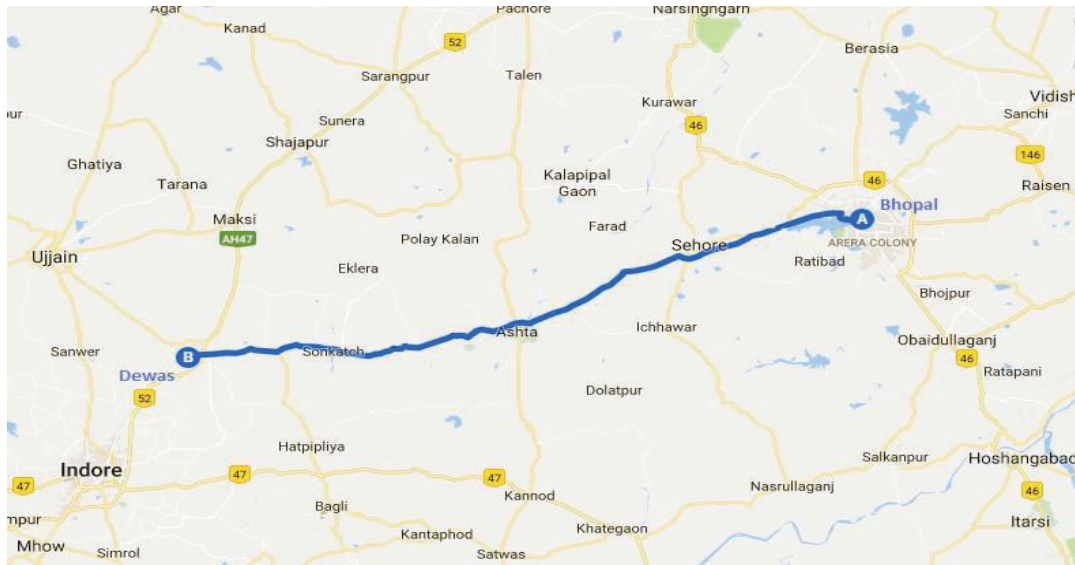 Agar
Pachore
Narsinghgarn
Kanad
52
Berasia
Sarangpur
Talen
Vidish
Kurawar
Sanchi
pur
Sunera
46
Shajapur
146
Ghatiya
Kalapipal
Gaon
46
Tarana
Raisen
Bhopal
Maksi
Farad
A
AH47
Polay Kalan
Sehore
ARERA COLONY
Ujjain
Ratibad
Eklera
Bhojpur
Ichhawar
Ashta
Obaidullaganj
Sanwer
B
Sonkatch
46
Dewas
Ratapani
52
Dolatpur
Hatpipliya
Salkanpur
Hoshangabad
Indore
47
47
47
Nasrullaganj
46
Kannod
Bagli
mpur
Khategaon
Itarsi
Kantaphod
Mhow
Simrol
Satwas